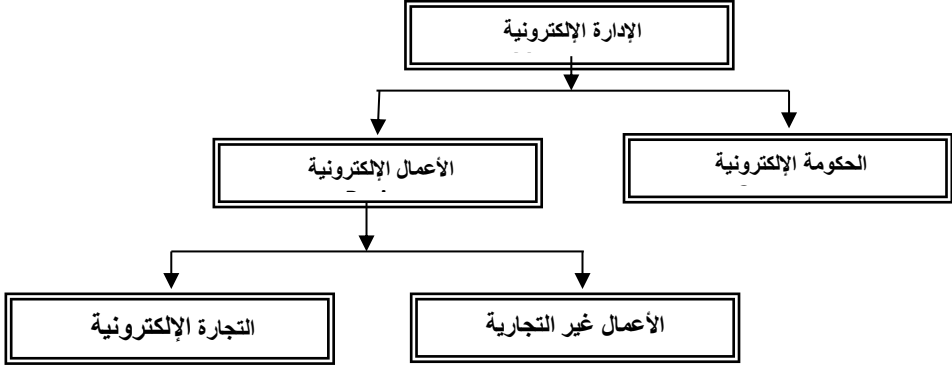 الإدارة الإلكترونية
الحكومة الإلكترونية
الأعمال الإلكترونية
الأعمال غير التجارية
التجارة الإلكترونية